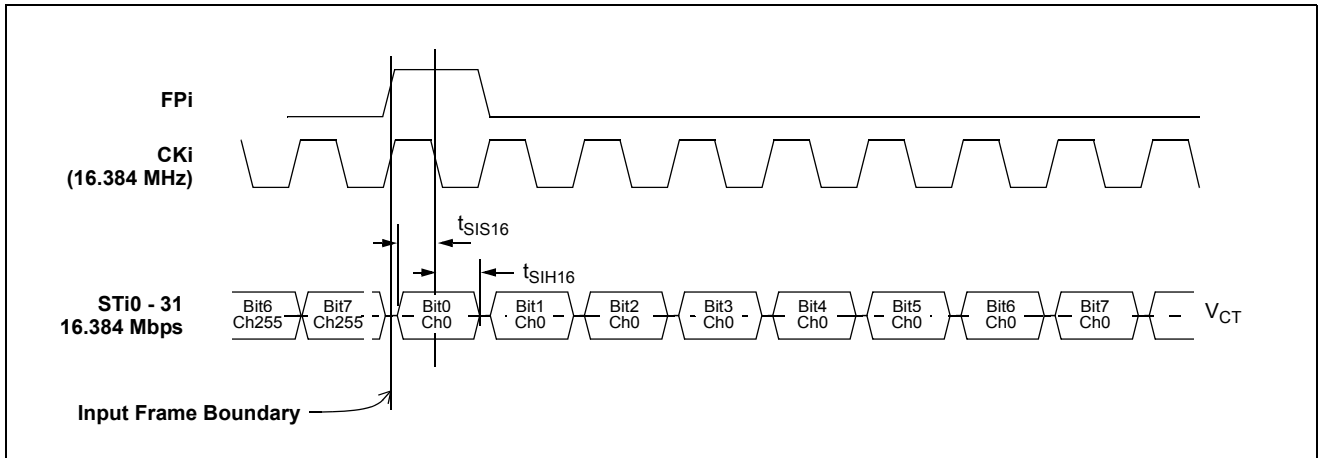 FPi
CKi
(16.384 MHz)
tSIS16
tSIH16
STi0 - 31
16.384 Mbps
Bit6 Bit7 Bit0 Bit1 Bit2 Bit3 Bit4 Bit5 Bit6 Bit7
Ch255 Ch255 Ch0 Ch0 Ch0 Ch0 Ch0 Ch0 Ch0 Ch0
VCT
Input Frame Boundary